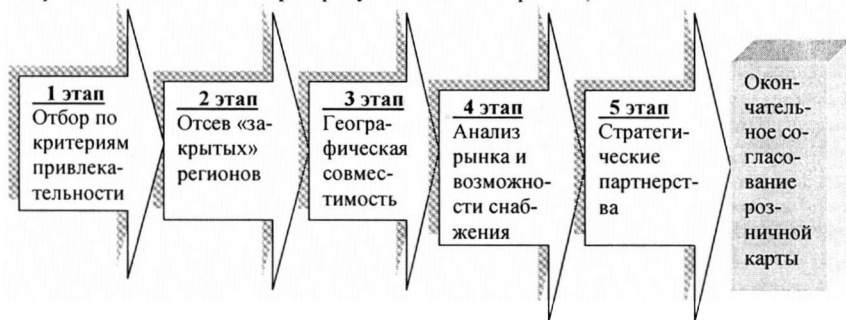 1 этап
Отбор по
критериям
привлека-
тельности
2 этап
Отсев «за-
крытых»
регионов
3 этап
Геогра-
фическая
совмес-
тимость
4 этап
Анализ
рынка и
возможно-
сти снаб-
жения
5 этап
Стратеги-
ческие
партнерст-
ва
Окон-
чатель-
ное со-
гласо-
вание
роз-
ничной
карты